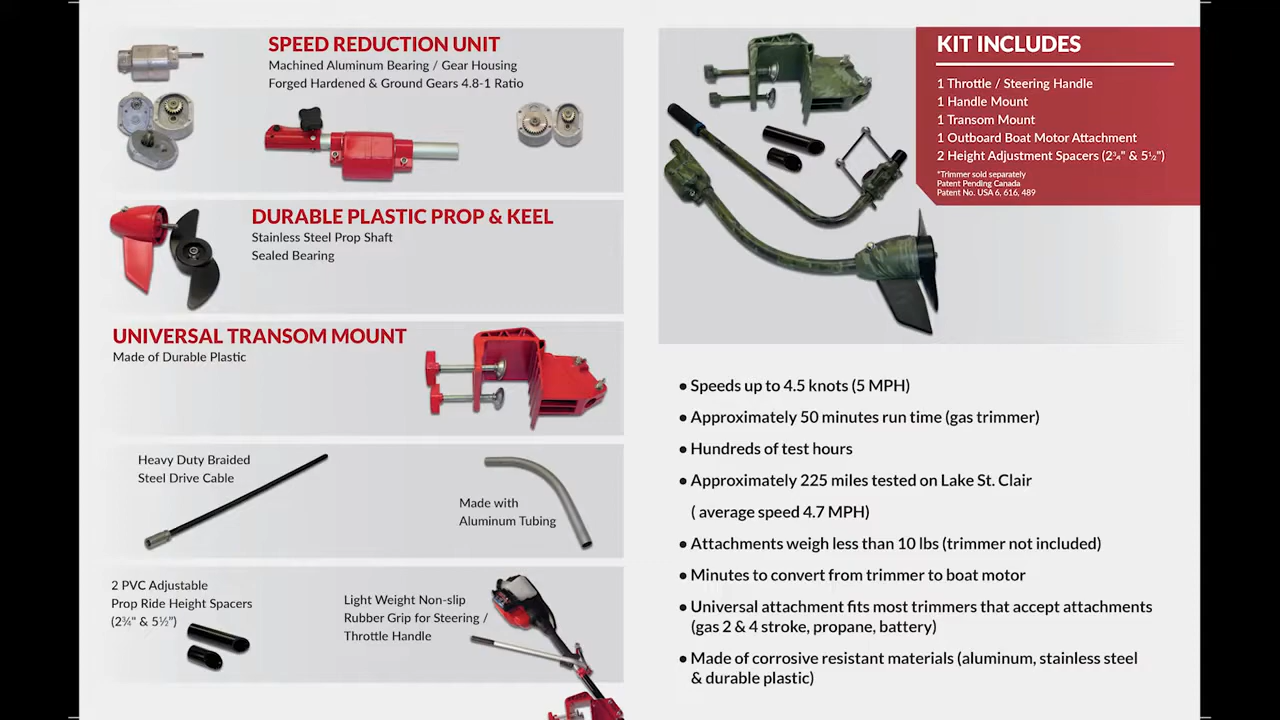 SPEED REDUCTION UNIT
Machined Aluminum Bearing / Gear Housing
Forged Hardened & Ground Gears 4.8-1 Ratio
DURABLE PLASTIC PROP & KEEL
Stainless Steel Prop Shaft
Sealed Bearing
UNIVERSAL TRANSOM MOUNT
Made of Durable Plastic
Heavy Duty Braided
Steel Drive Cable
Made with
Aluminum Tubing
2 PVC Adjustable
Prop Ride Height Spacers
(2¾" & 5½")
Light Weight Non-slip
Rubber Grip for Steering /
Throttle Handle
KIT INCLUDES
1 Throttle / Steering Handle
1 Handle Mount
1 Transom Mount
1 Outboard Boat Motor Attachment
2 Height Adjustment Spacers (2¾" & 5½")
*Trimmer sold separately
Patent Pending Canada
Patent No. USA 6, 616, 489
• Speeds up to 4.5 knots (5 MPH)
• Approximately 50 minutes run time (gas trimmer)
• Hundreds of test hours
• Approximately 225 miles tested on Lake St. Clair
( average speed 4.7 MPH)
• Attachments weigh less than 10 lbs (trimmer not included)
• Minutes to convert from trimmer to boat motor
• Universal attachment fits most trimmers that accept attachments
(gas 2 & 4 stroke, propane, battery)
• Made of corrosive resistant materials (aluminum, stainless steel
& durable plastic)